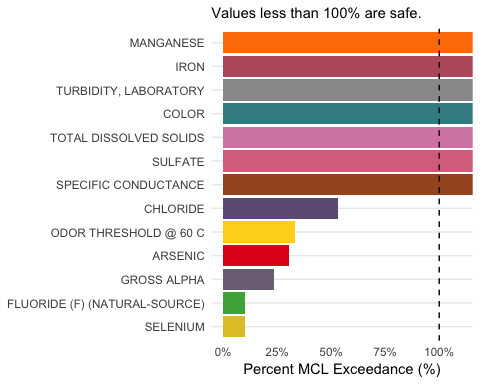 Values less than 100% are safe.
MANGANESE
IRON
TURBIDITY, LABORATORY
COLOR
TOTAL DISSOLVED SOLIDS
SULFATE
SPECIFIC CONDUCTANCE
CHLORIDE
ODOR THRESHOLD @ 60 C
ARSENIC
GROSS ALPHA
FLUORIDE (F) (NATURAL-SOURCE)
SELENIUM
0% 25% 50% 75% 100%
Percent MCL Exceedance (%)